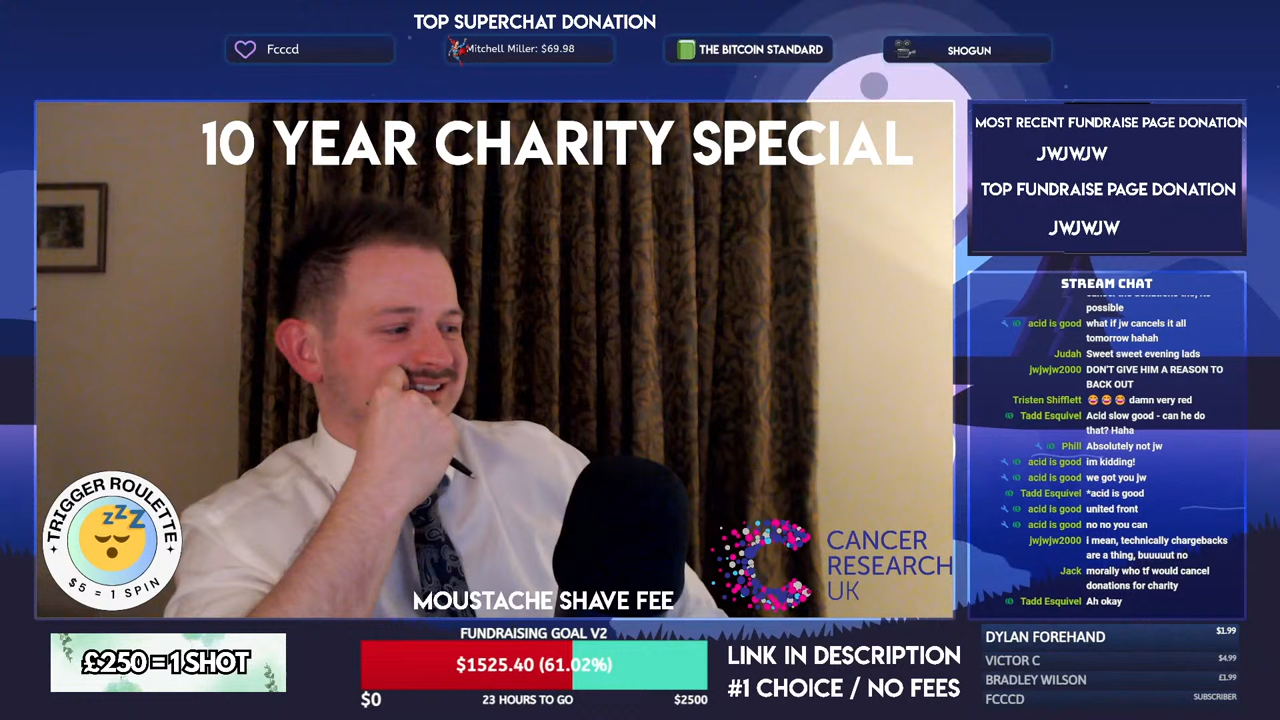 TOP SUPERCHAT DONATION
Fcccd
Mitchell Miller: $69.98
THE BITCOIN STANDARD
SHOGUN
10 YEAR CHARITY SPECIAL
MOST RECENT FUNDRAISE PAGE DONATION
JWJWJW
TOP FUNDRAISE PAGE DONATION
JWJWJW
STREAM CHAT
possible
acid is good what if jw cancels it all
tomorrow hahah
Judah Sweet sweet evening lads
jwjwjw2000 DON'T GIVE HIM A REASON TO
BACK OUT
Tristen Shifflett 🥵 🥵 🥵 damn very red
Tadd Esquivel Acid slow good - can he do
that? Haha
Phill Absolutely not jw
acid is good im kidding!
acid is good we got you jw
Tadd Esquivel *acid is good
acid is good united front
acid is good no no you can
jwjwjw2000 i mean, technically chargebacks
are a thing, buuuuut no
Jack morally who tf would cancel
donations for charity
Tadd Esquivel Ah okay
TRIGGER ROULETTE
zzZ
$5 = 1 SPIN
CANCER
RESEARCH
UK
MOUSTACHE SHAVE FEE
£250 = 1 SHOT
FUNDRAISING GOAL V2
$1525.40 (61.02%)
$0
23 HOURS TO GO
$2500
LINK IN DESCRIPTION
#1 CHOICE / NO FEES
DYLAN FOREHAND $1.99
VICTOR C $4.99
BRADLEY WILSON £1.99
FCCCD SUBSCRIBER